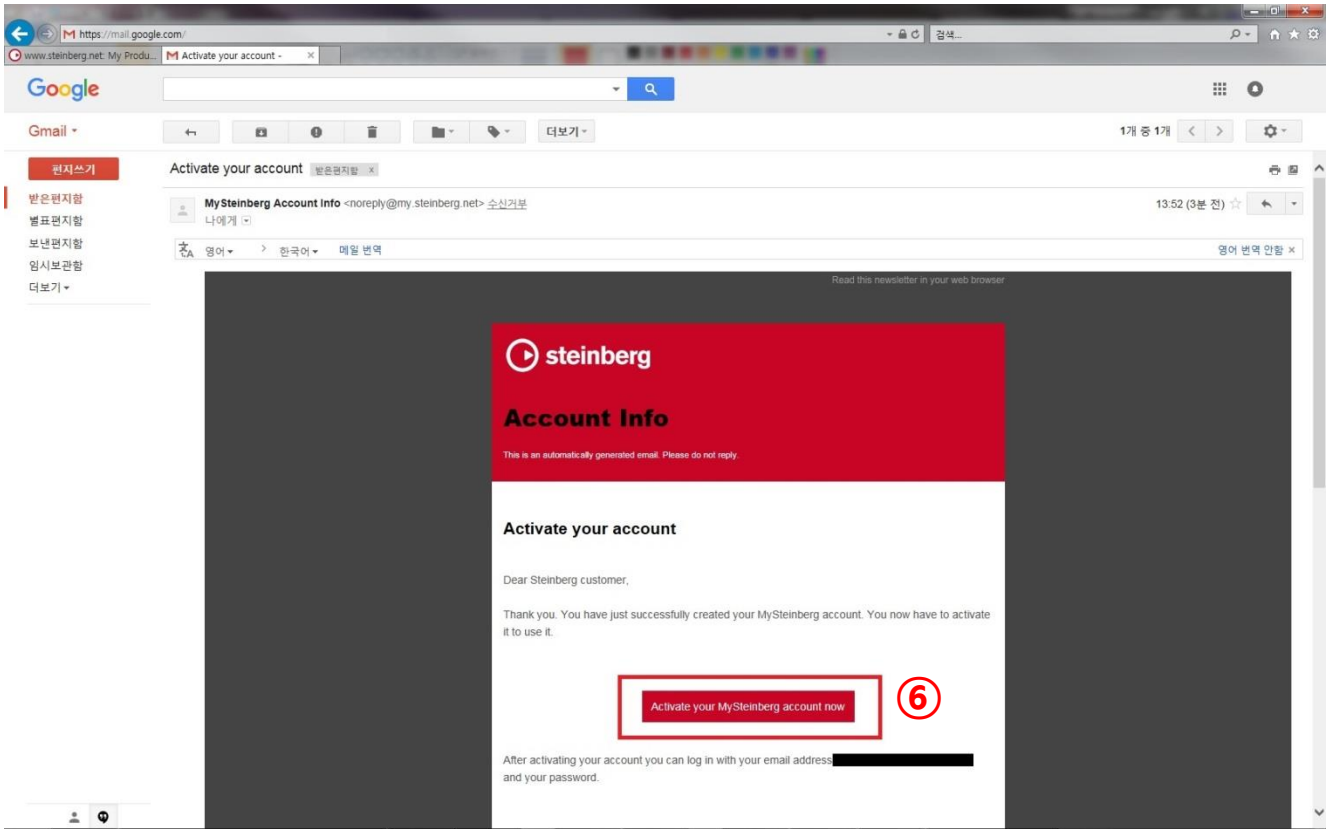 https://mail.google.com/
검색...
www.steinberg.net: My Produ...
Activate your account -
Google
Gmail
더보기
1개 중 1개
편지쓰기
Activate your account 받은편지함 x
받은편지함
별표편지함
보낸편지함
임시보관함
더보기
MySteinberg Account Info <noreply@my.steinberg.net> 수신거부
13:52 (3분 전)
나에게
영어 > 한국어 메일 번역
영어 번역 안함 ×
Read this newsletter in your web browser
steinberg
Account Info
This is an automatically generated email. Please do not reply.
Activate your account
Dear Steinberg customer,
Thank you. You have just successfully created your MySteinberg account. You now have to activate
it to use it.
Activate your MySteinberg account now
⑥
After activating your account you can log in with your email address
and your password.